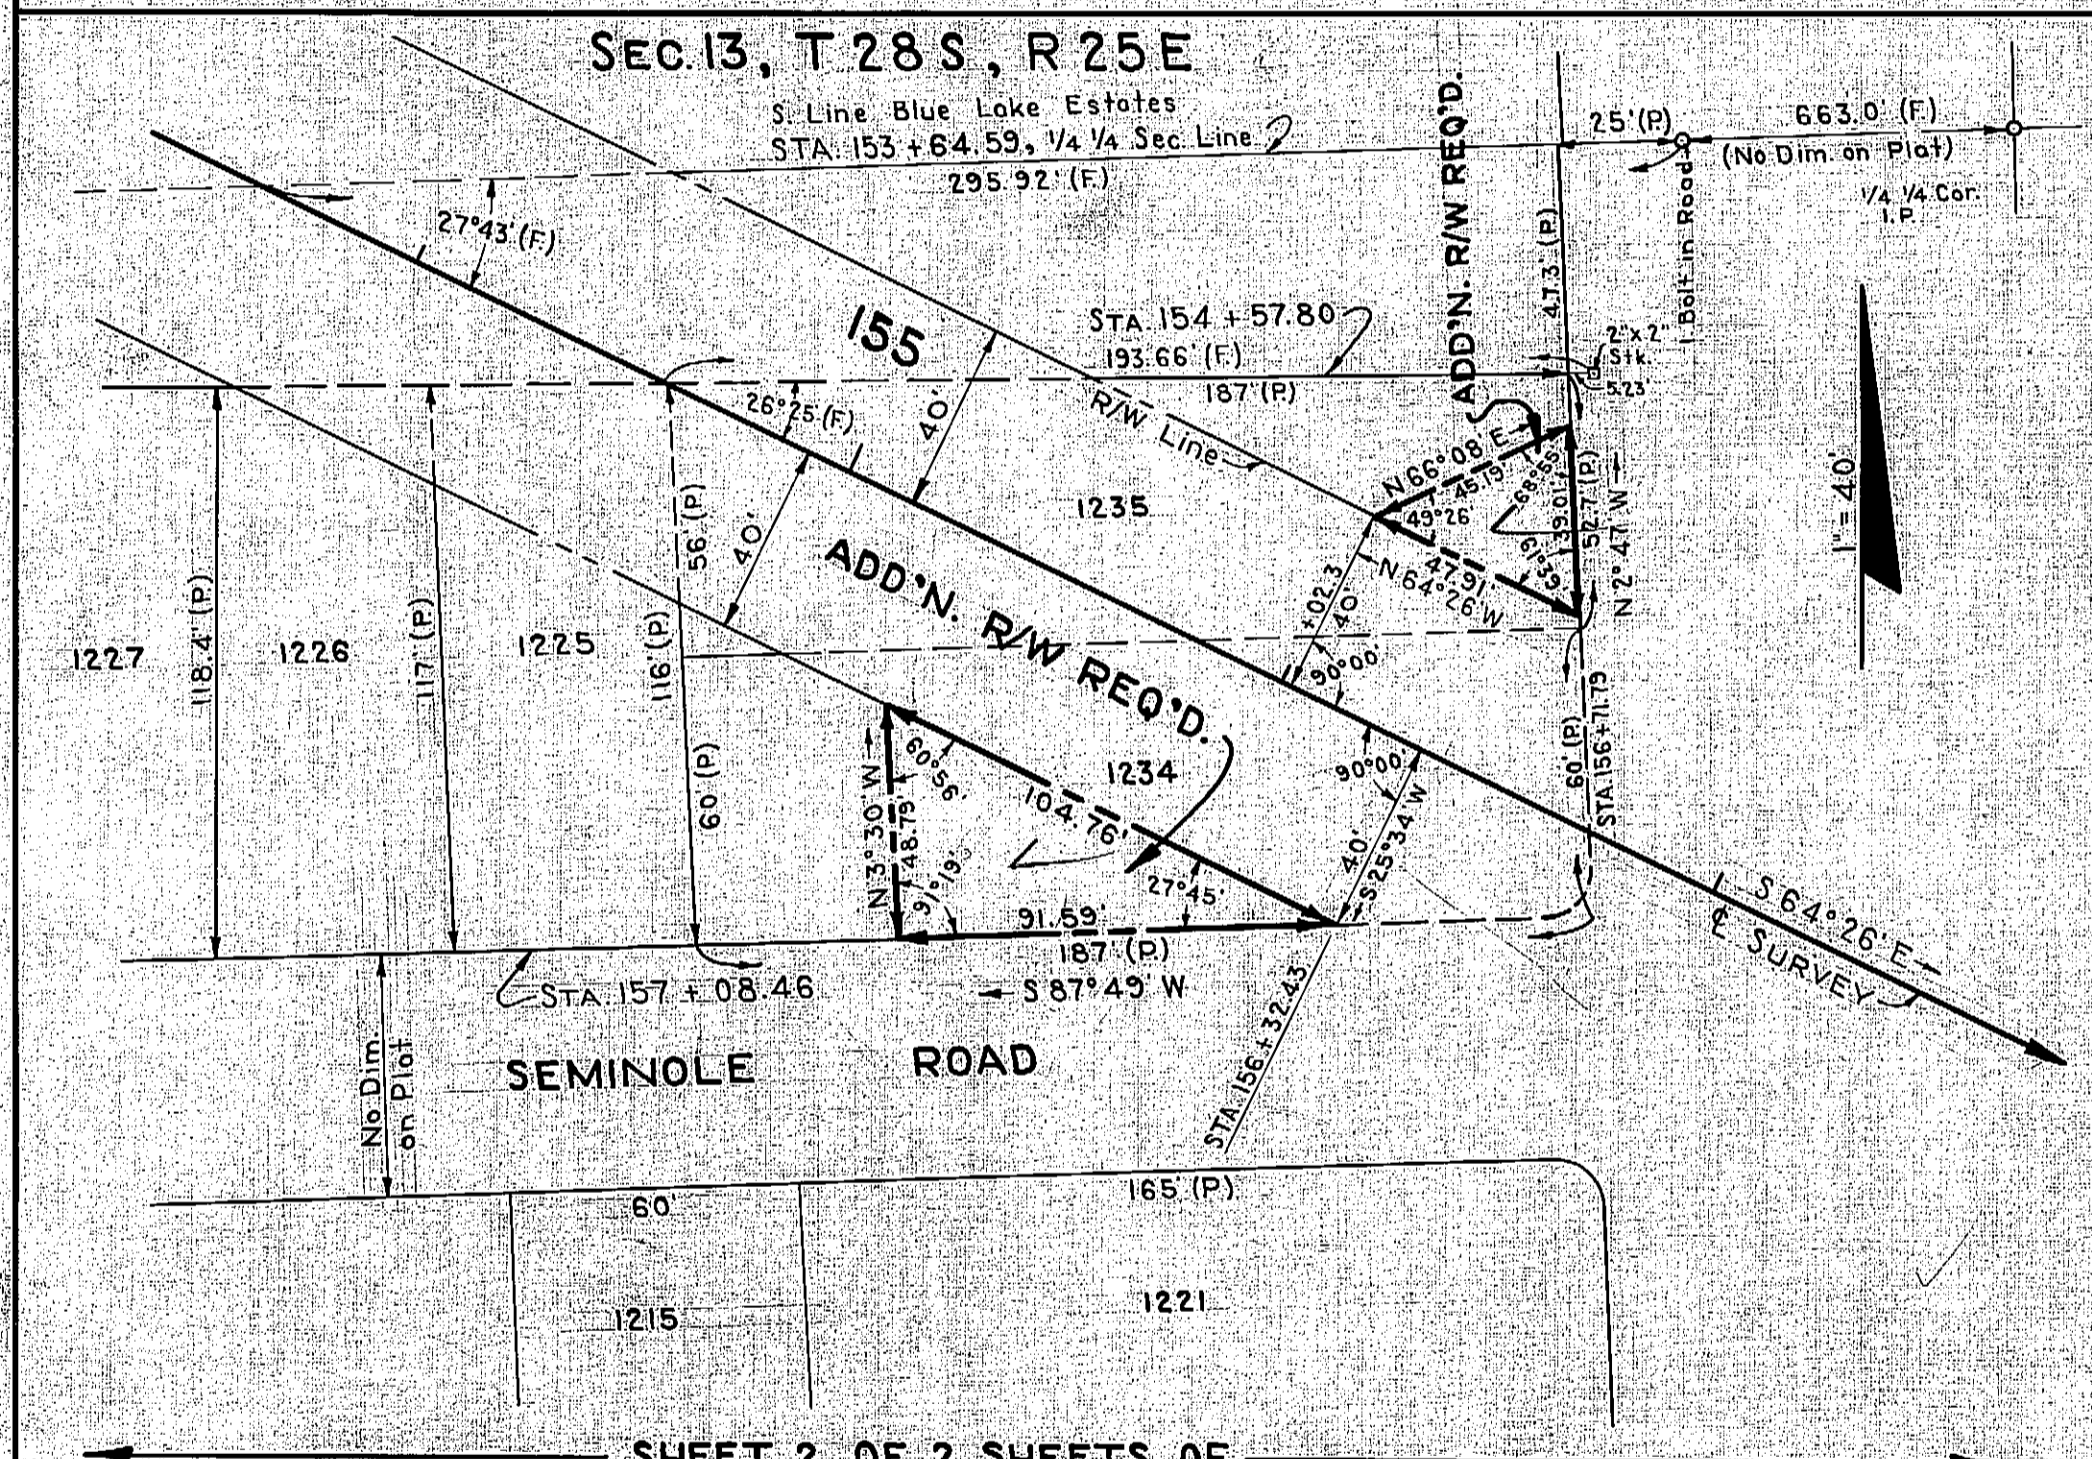 SEC. 13, T 28 S, R 25 E
S. Line Blue Lake Estates
STA. 153 + 64.59, 1/4 1/4 Sec. Line
295.92' (F.)
25' (P.)
663.0' (F.)
(No Dim. on Plat)
1/4 1/4 Cor.
I.P.
1 Bolt in Road
47.3' (P.)
ADD'N. R/W REQ'D.
27°43' (F.)
155
STA. 154 + 57.80
193.66' (F.)
187' (P.)
2"x 2"
Stk.
5.23
26°25' (F.)
40'
R/W Line
N 66°08' E
45.19'
49°26'
68°55'
39.01'
52.7' (P.)
61°39'
N 2° 47' W
47.91'
N 64°26' W
1"= 40'
1235
56' (P.)
40'
ADD'N. R/W REQ'D.
+02.3
40'
90°00'
118.4' (P.)
117' (P.)
116' (P.)
1227
1226
1225
60' (P.)
STA. 156 + 71.79
60' (P.)
N 3°30' W
48.79'
60°56'
91°19'
104.76'
1234
27°45'
90°00'
40'
S 25°34' W
91.59'
187' (P.)
S 64°26' E
℄ SURVEY
STA. 157 + 08.46
S 87°49' W
STA. 156 + 32.43
No Dim.
on Plat
SEMINOLE ROAD
60'
165' (P.)
1215
1221
SHEET 2 OF 2 SHEETS OF